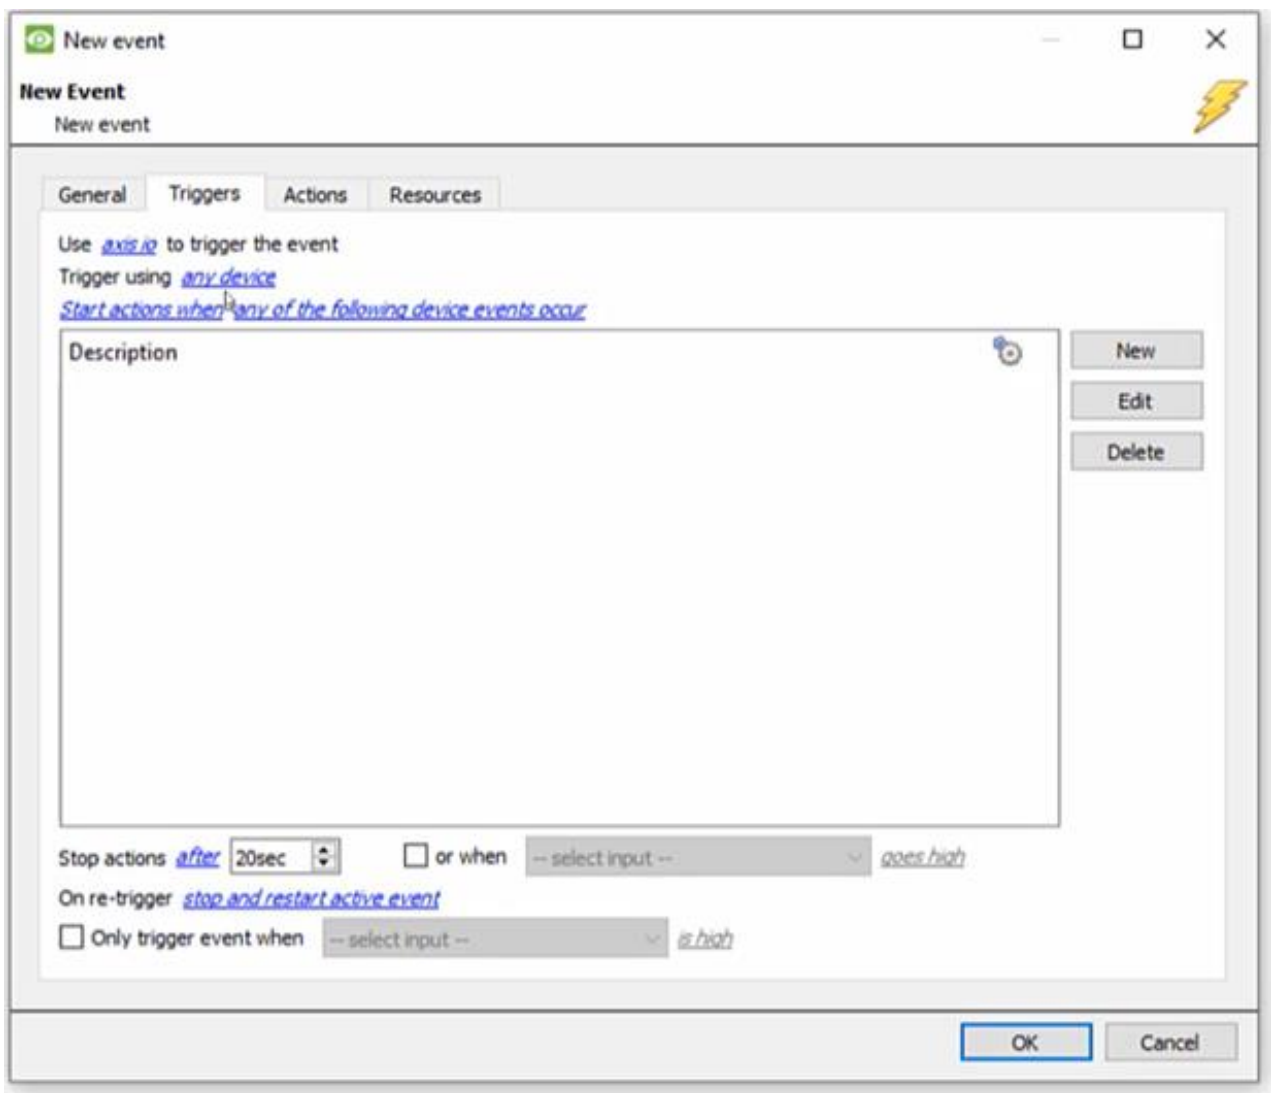 New event
New Event
New event
General Triggers Actions Resources
Use axis io to trigger the event
Trigger using any device
Start actions when any of the following device events occur
Description
New
Edit
Delete
Stop actions after 20sec or when -- select input -- goes high
On re-trigger stop and restart active event
Only trigger event when -- select input -- is high
OK Cancel